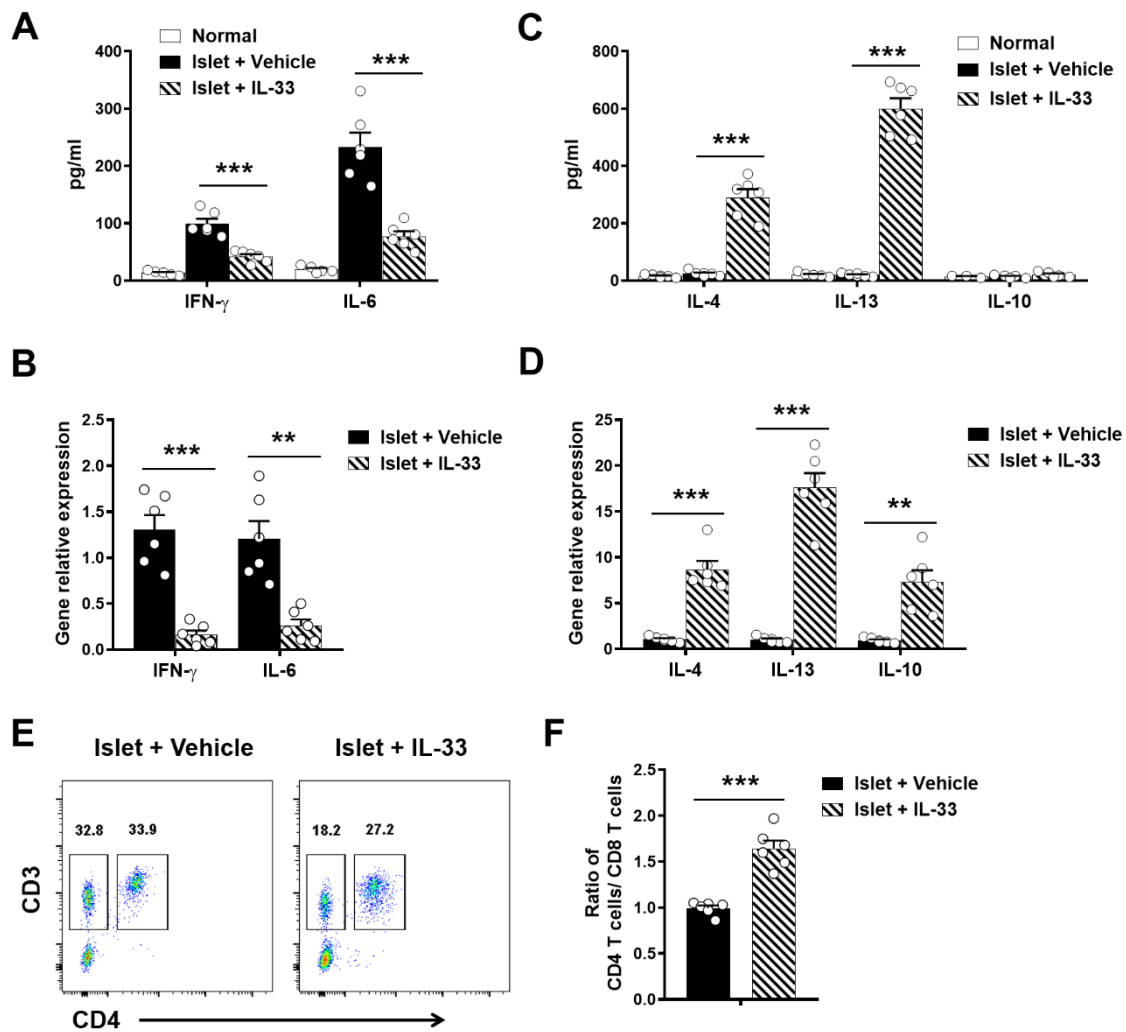 A
Normal
Islet + Vehicle
Islet + IL-33
400
300
200
100
0
pg/ml
***
***
IFN-γ
IL-6
C
Normal
Islet + Vehicle
Islet + IL-33
800
600
400
200
0
pg/ml
***
***
IL-4
IL-13
IL-10
B
2.5
2.0
1.5
1.0
0.5
0.0
Gene relative expression
***
**
Islet + Vehicle
Islet + IL-33
IFN-γ
IL-6
D
25
20
15
10
5
0
Gene relative expression
***
***
**
Islet + Vehicle
Islet + IL-33
IL-4
IL-13
IL-10
E
Islet + Vehicle
Islet + IL-33
32.8
33.9
18.2
27.2
CD3
CD4
F
2.5
2.0
1.5
1.0
0.5
0.0
Ratio of
CD4 T cells/ CD8 T cells
***
Islet + Vehicle
Islet + IL-33